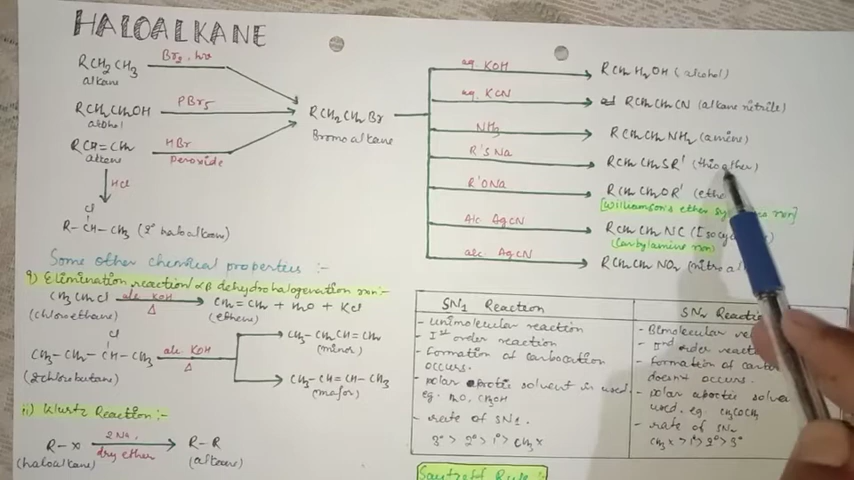 HALOALKANE
RCH2CH3
alkane
Br2, hν
RCH2CH2OH
PBr5
RCH=CH2
HBr
peroxide
HCl
Cl
R-CH-CH3 (2° haloalkane)
RCH2CH2Br
Bromoalkane
aq. KOH
RCH2CH2OH (alcohol)
aq. KCN
RCH2CH2CN (alkane nitrile)
NH3
RCH2CH2NH2 (amine)
R'SNa
RCH2CH2SR' (thioether)
R'ONa
RCH2CH2OR'
[Williamson's ether rxn]
Alc. AgCN
RCH2CH2NC
(Carbylamine rxn)
alc. AgCN
RCH2CH2NO2
Some other chemical properties :-
Elimination reaction / β dehydrohalogenation rxn:-
CH3CH2Cl
alc. KOH
Δ
CH2=CH2 + H2O + KCl
(chloroethane)
(ethene)
Cl
CH3-CH2-CH-CH3
(2chlorobutane)
alc. KOH
Δ
CH3-CH2CH=CH2
(minor)
CH3-CH=CH-CH3
(major)
ii) Wurtz Reaction:-
R-X
(haloalkane)
2Na,
dry ether
R-R
(alkane)
SN1 Reaction
- Unimolecular reaction
- Ist order reaction
- Formation of carbocation
occurs.
- polar solvent is used
eg. H2O, CH3OH
- rate of SN1.
3° > 2° > 1° > CH3X
SN2
- Bimolecular
- IInd order
- formation of
doesn't occurs.
- polar aprotic
used, eg. CH3COCH3
- rate of SN2
CH3X > 1° > 2° > 3°
Saytzeff Rule :-